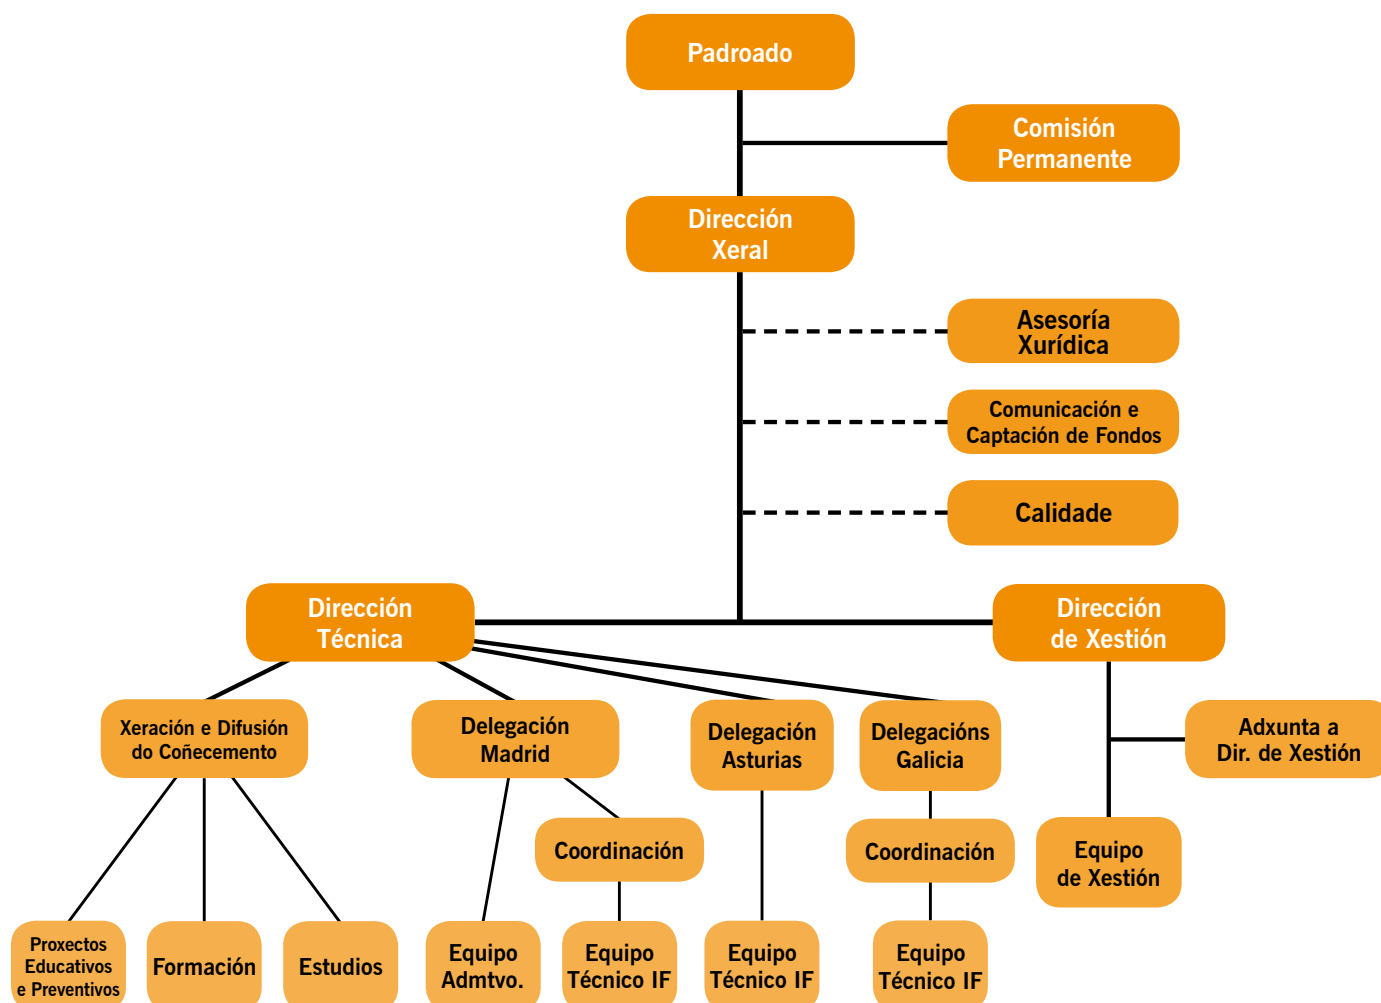 Padroado
Comisión
Permanente
Dirección
Xeral
Asesoría
Xurídica
Comunicación e
Captación de Fondos
Calidade
Dirección
Técnica
Dirección
de Xestión
Xeración e Difusión
do Coñecemento
Delegación
Madrid
Delegación
Asturias
Delegacións
Galicia
Adxunta a
Dir. de Xestión
Coordinación
Coordinación
Equipo
de Xestión
Proxectos
Educativos
e Preventivos
Formación
Estudios
Equipo
Admtvo.
Equipo
Técnico IF
Equipo
Técnico IF
Equipo
Técnico IF